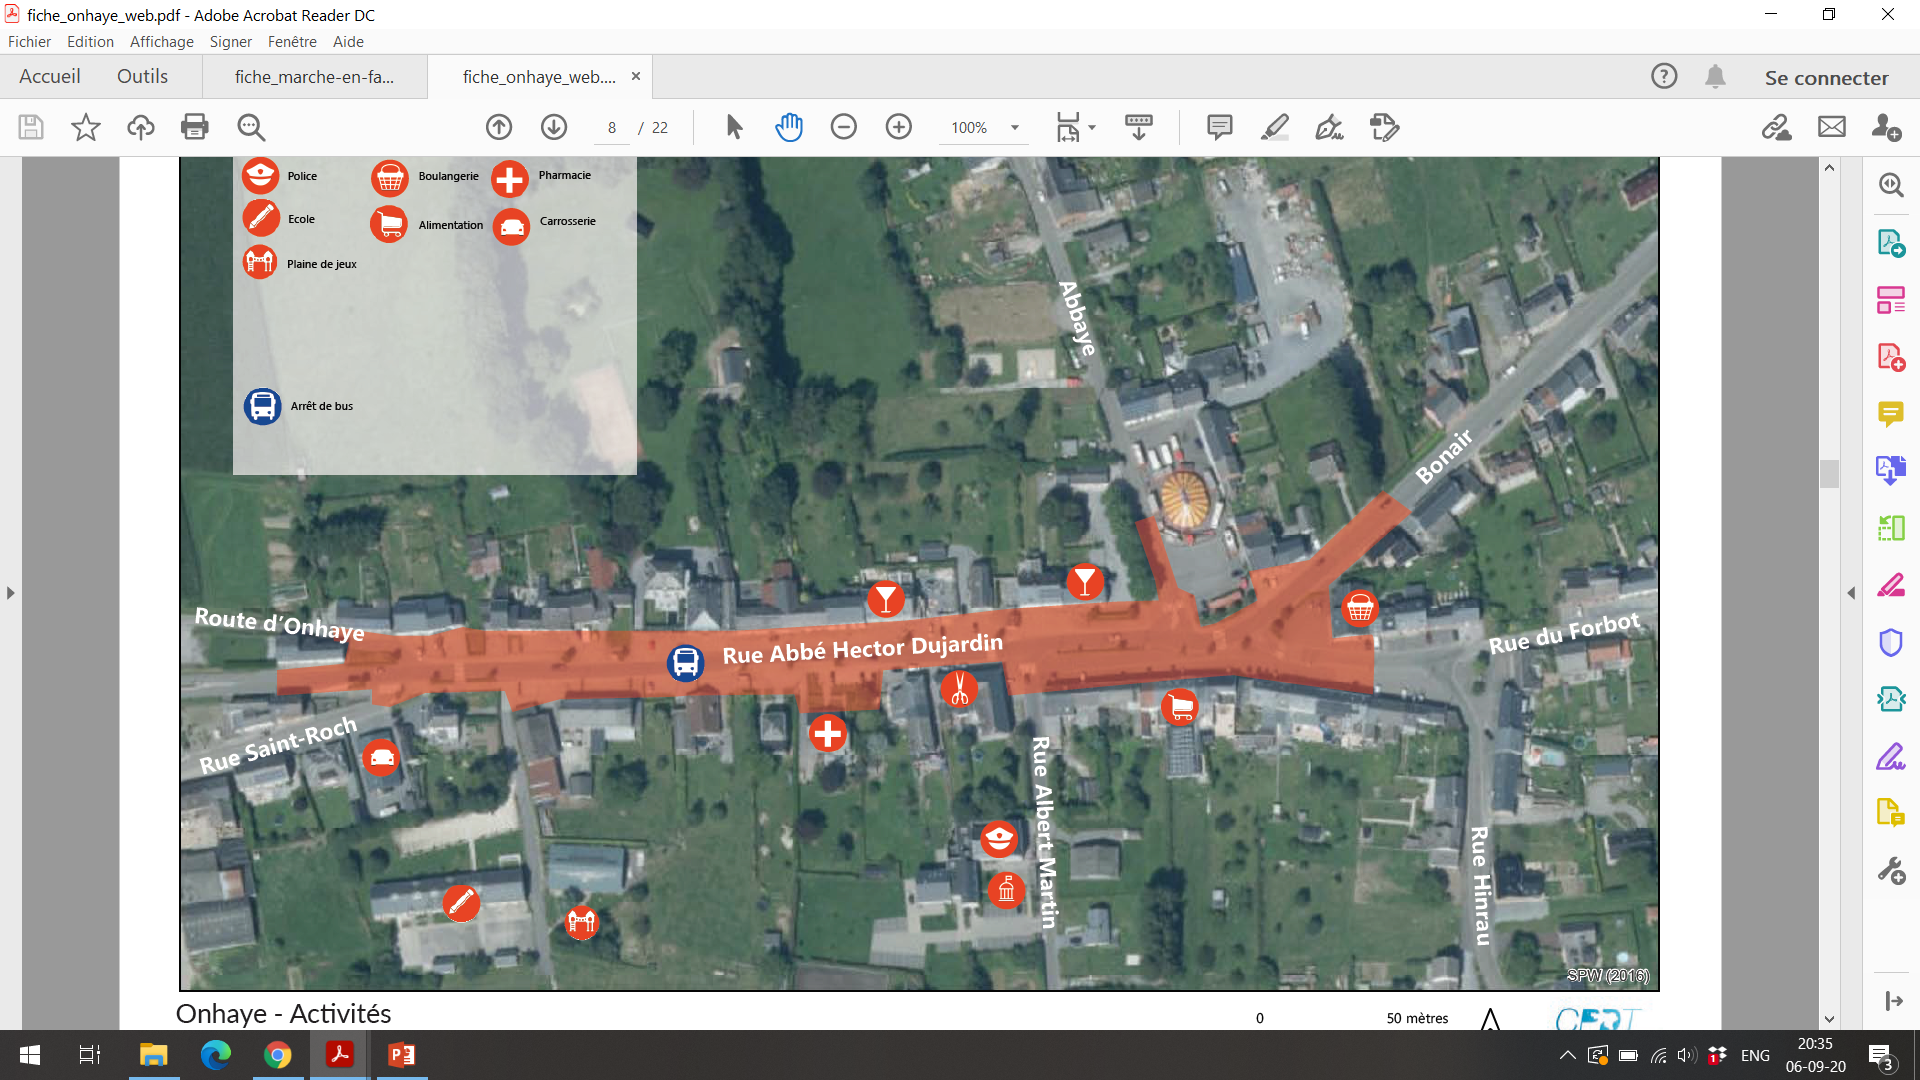 fiche_onhaye_web.pdf - Adobe Acrobat Reader DC
Fichier Edition Affichage Signer Fenêtre Aide
Accueil Outils fiche_marche-en-fa... fiche_onhaye_web.... Se connecter
8 / 22 100%
Police Boulangerie Pharmacie
Ecole Alimentation Carrosserie
Plaine de jeux
Arrêt de bus
Abbaye
Bonair
Route d'Onhaye
Rue Abbé Hector Dujardin
Rue du Forbot
Rue Saint-Roch
Rue Albert Martin
Rue Hinrau
SPW (2016)
Onhaye - Activités
0 50 mètres
ENG
20:35
06-09-20
1
3